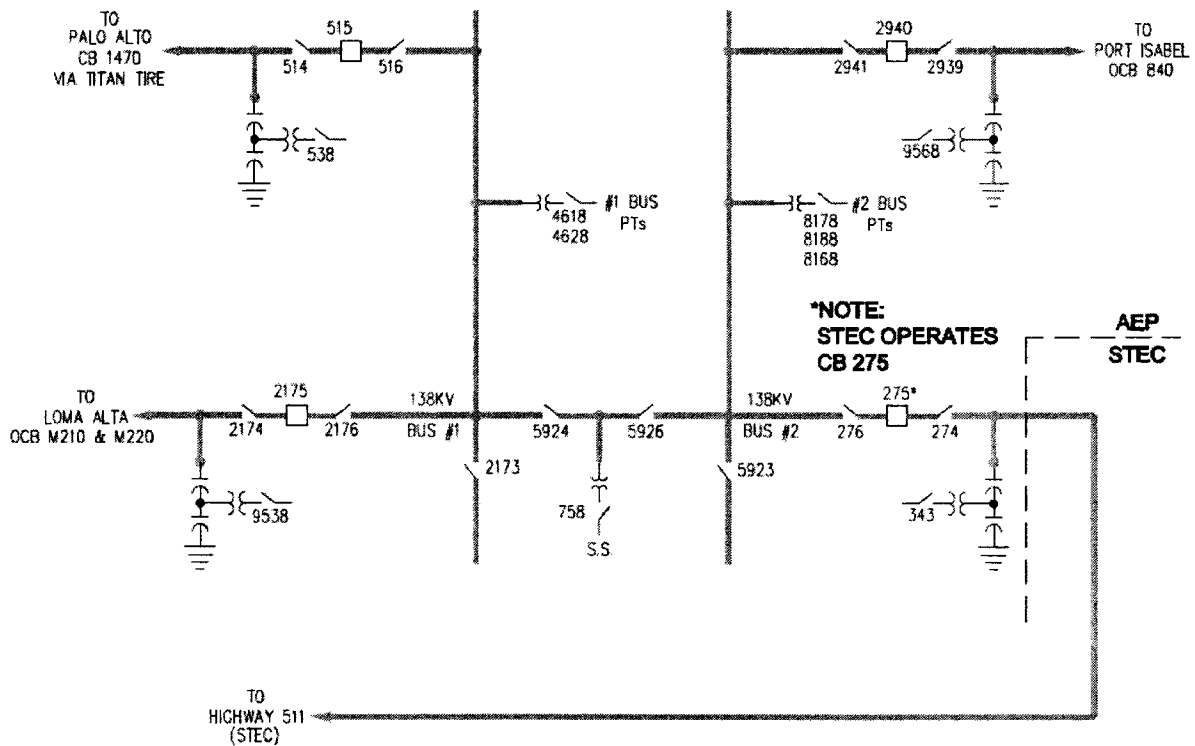 TO
PALO ALTO
CB 1470
VIA TITAN TIRE
515
514
516
538
2940
2941
2939
TO
PORT ISABEL
OCB 840
9568
4618
4628
#1 BUS
PTs
8178
8188
8168
#2 BUS
PTs
*NOTE:
STEC OPERATES
CB 275
AEP
STEC
TO
LOMA ALTA
OCB M210 & M220
2175
2174
2176
138KV
BUS #1
5924
5926
138KV
BUS #2
275*
276
274
2173
5923
9538
758
S.S.
343
TO
HIGHWAY 511
(STEC)